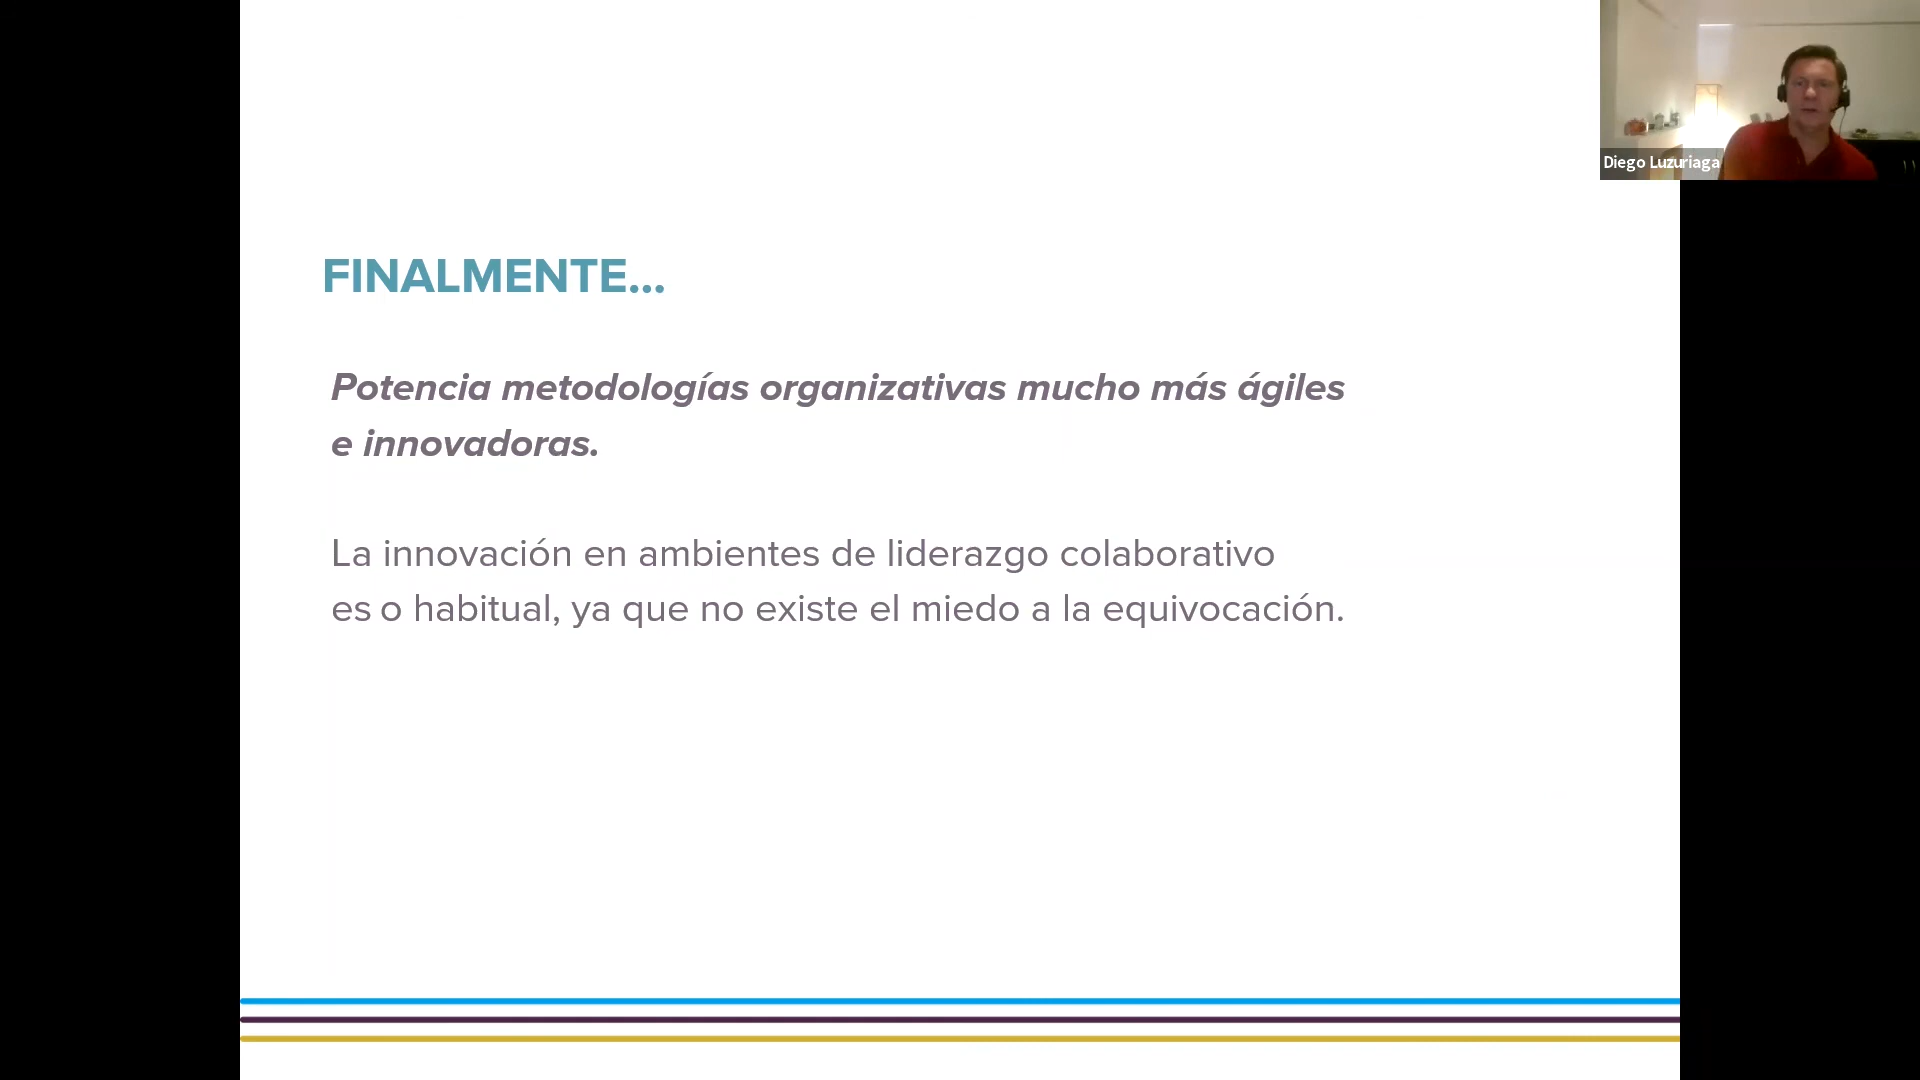 Diego Luzuriaga
FINALMENTE...
Potencia metodologías organizativas mucho más ágiles
e innovadoras.
La innovación en ambientes de liderazgo colaborativo
es o habitual, ya que no existe el miedo a la equivocación.